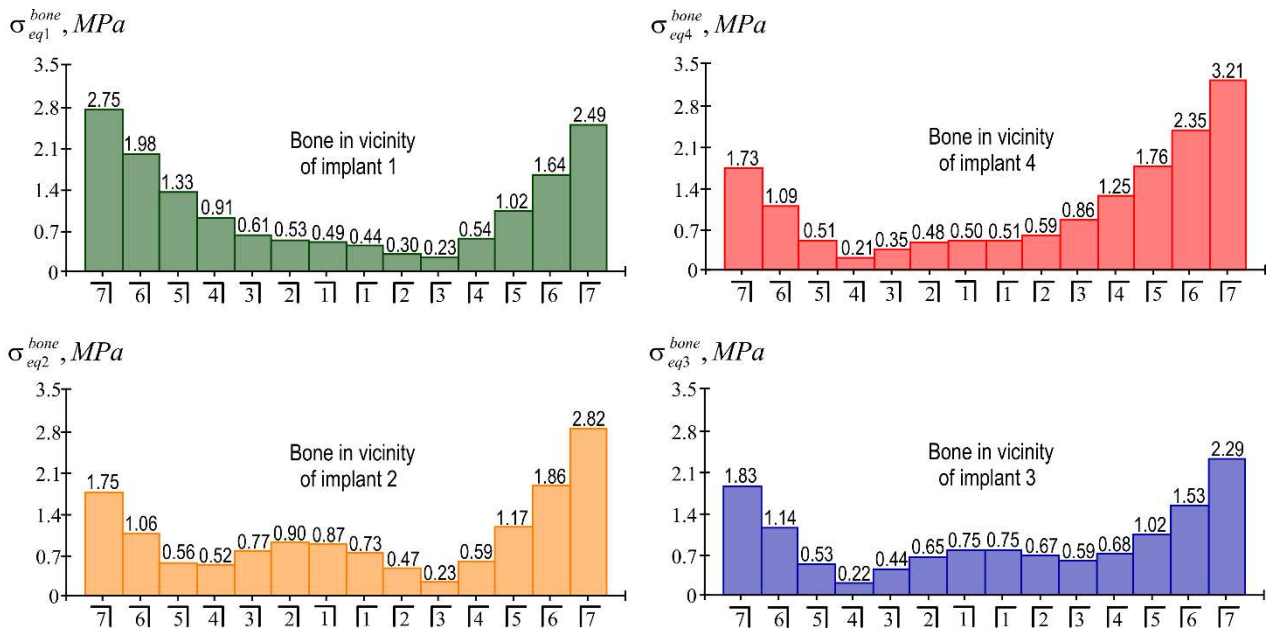 σ_{eq1}^{bone}, MPa
3.5
2.8
2.1
1.4
0.7
0
2.75 1.98 1.33 0.91 0.61 0.53 0.49 0.44 0.30 0.23 0.54 1.02 1.64 2.49
Bone in vicinity
of implant 1
7 6 5 4 3 2 1 1 2 3 4 5 6 7
σ_{eq4}^{bone}, MPa
3.5
2.8
2.1
1.4
0.7
0
1.73 1.09 0.51 0.21 0.35 0.48 0.50 0.51 0.59 0.86 1.25 1.76 2.35 3.21
Bone in vicinity
of implant 4
7 6 5 4 3 2 1 1 2 3 4 5 6 7
σ_{eq2}^{bone}, MPa
3.5
2.8
2.1
1.4
0.7
0
1.75 1.06 0.56 0.52 0.77 0.90 0.87 0.73 0.47 0.23 0.59 1.17 1.86 2.82
Bone in vicinity
of implant 2
7 6 5 4 3 2 1 1 2 3 4 5 6 7
σ_{eq3}^{bone}, MPa
3.5
2.8
2.1
1.4
0.7
0
1.83 1.14 0.53 0.22 0.44 0.65 0.75 0.75 0.67 0.59 0.68 1.02 1.53 2.29
Bone in vicinity
of implant 3
7 6 5 4 3 2 1 1 2 3 4 5 6 7